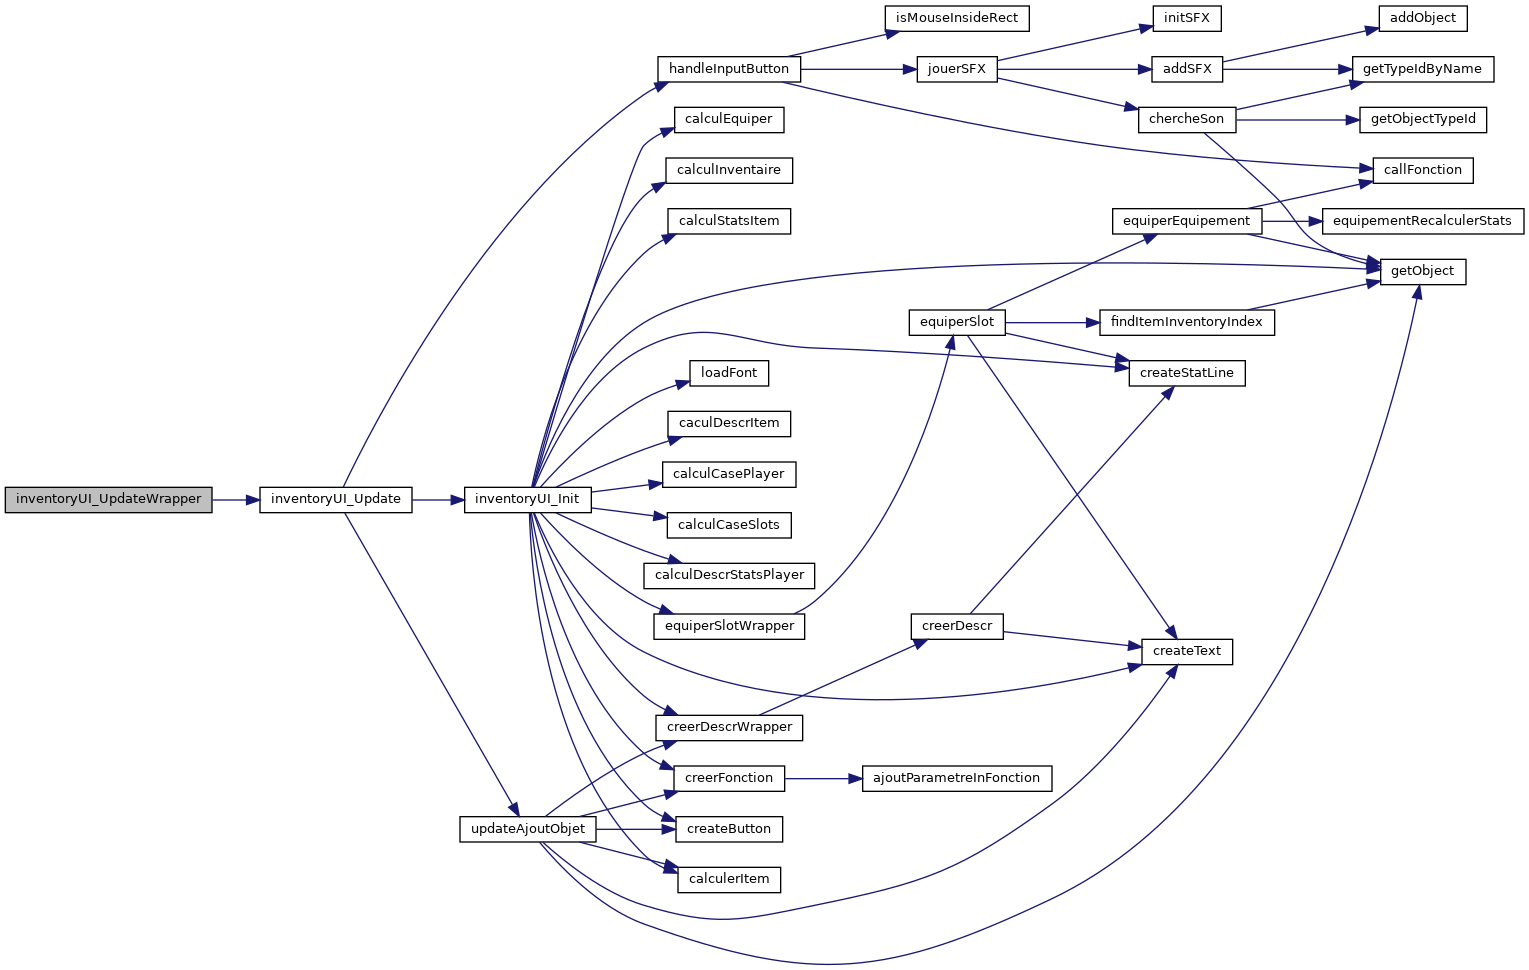 isMouseInsideRect
initSFX
addObject
handleInputButton
jouerSFX
addSFX
getTypeIdByName
calculEquiper
chercheSon
getObjectTypeId
calculInventaire
callFonction
calculStatsItem
equiperEquipement
equipementRecalculerStats
getObject
equiperSlot
findItemInventoryIndex
loadFont
createStatLine
caculDescrItem
calculCasePlayer
inventoryUI_UpdateWrapper
inventoryUI_Update
inventoryUI_Init
calculCaseSlots
calculDescrStatsPlayer
equiperSlotWrapper
creerDescr
createText
creerDescrWrapper
creerFonction
ajoutParametreInFonction
updateAjoutObjet
createButton
calculerItem